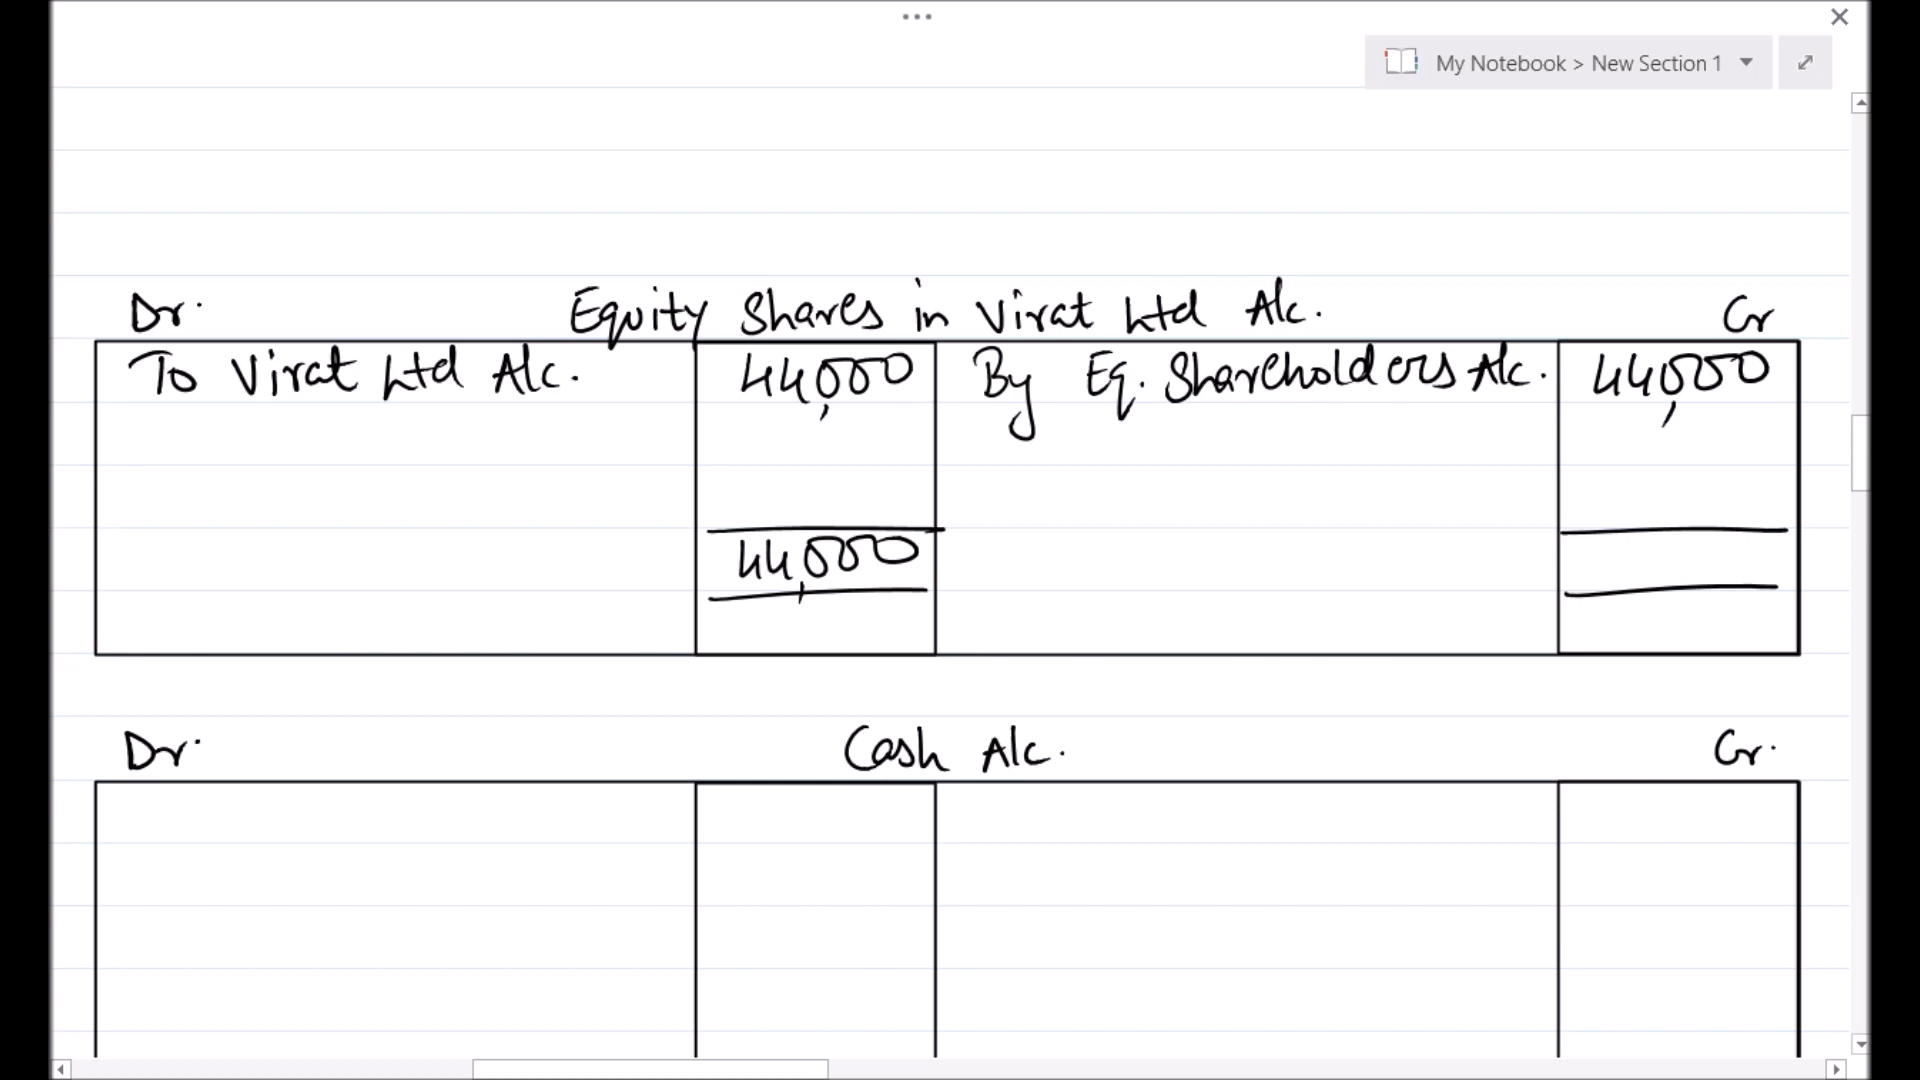 My Notebook > New Section 1
Dr. Equity Shares in Virat Ltd A/c. Cr
To Virat Ltd A/c. 44,000 By Eq. Shareholders A/c. 44,000
44,000
Dr. Cash A/c. Cr.